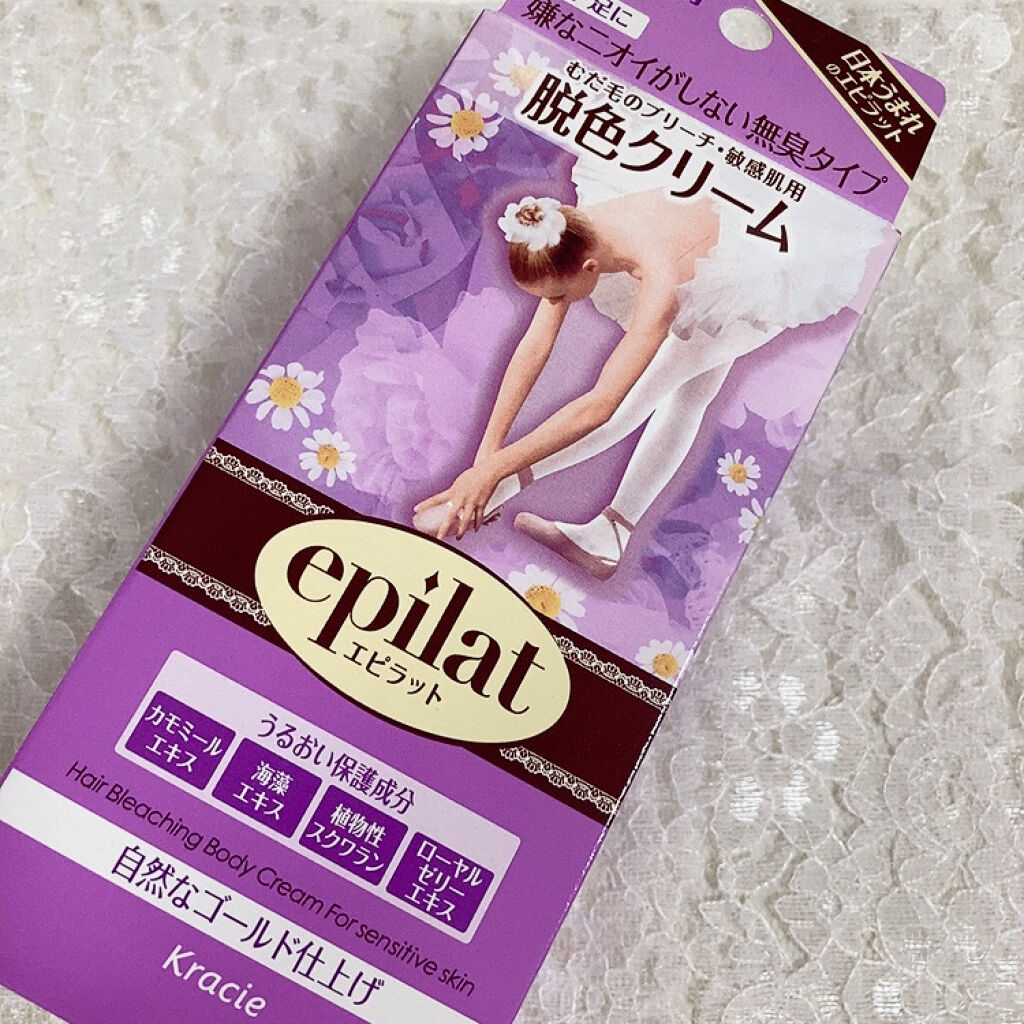 足に
嫌なニオイがしない無臭タイプ
日本うまれ
のエピラット
むだ毛のブリーチ・敏感肌用
脱色クリーム
epilat
エピラット
うるおい保護成分
カモミール
エキス
海藻
エキス
植物性
スクワラン
ローヤル
ゼリー
エキス
Hair Bleaching Body Cream For sensitive skin
自然なゴールド仕上げ
Kracie